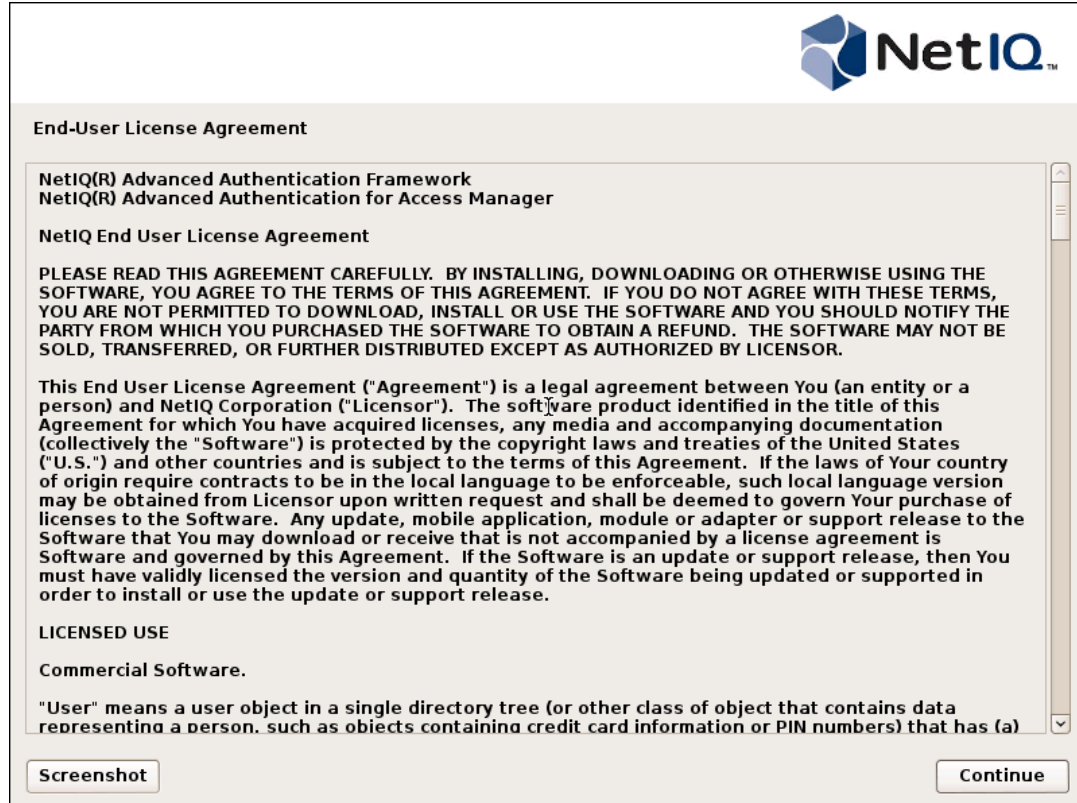 NetIQ™
End-User License Agreement
NetIQ(R) Advanced Authentication Framework
NetIQ(R) Advanced Authentication for Access Manager
NetIQ End User License Agreement
PLEASE READ THIS AGREEMENT CAREFULLY.  BY INSTALLING, DOWNLOADING OR OTHERWISE USING THE
SOFTWARE, YOU AGREE TO THE TERMS OF THIS AGREEMENT.  IF YOU DO NOT AGREE WITH THESE TERMS,
YOU ARE NOT PERMITTED TO DOWNLOAD, INSTALL OR USE THE SOFTWARE AND YOU SHOULD NOTIFY THE
PARTY FROM WHICH YOU PURCHASED THE SOFTWARE TO OBTAIN A REFUND.  THE SOFTWARE MAY NOT BE
SOLD, TRANSFERRED, OR FURTHER DISTRIBUTED EXCEPT AS AUTHORIZED BY LICENSOR.
This End User License Agreement ("Agreement") is a legal agreement between You (an entity or a
person) and NetIQ Corporation ("Licensor").  The software product identified in the title of this
Agreement for which You have acquired licenses, any media and accompanying documentation
(collectively the "Software") is protected by the copyright laws and treaties of the United States
("U.S.") and other countries and is subject to the terms of this Agreement.  If the laws of Your country
of origin require contracts to be in the local language to be enforceable, such local language version
may be obtained from Licensor upon written request and shall be deemed to govern Your purchase of
licenses to the Software.  Any update, mobile application, module or adapter or support release to the
Software that You may download or receive that is not accompanied by a license agreement is
Software and governed by this Agreement.  If the Software is an update or support release, then You
must have validly licensed the version and quantity of the Software being updated or supported in
order to install or use the update or support release.
LICENSED USE
Commercial Software.
"User" means a user object in a single directory tree (or other class of object that contains data
representing a person, such as objects containing credit card information or PIN numbers) that has (a)
Screenshot
Continue